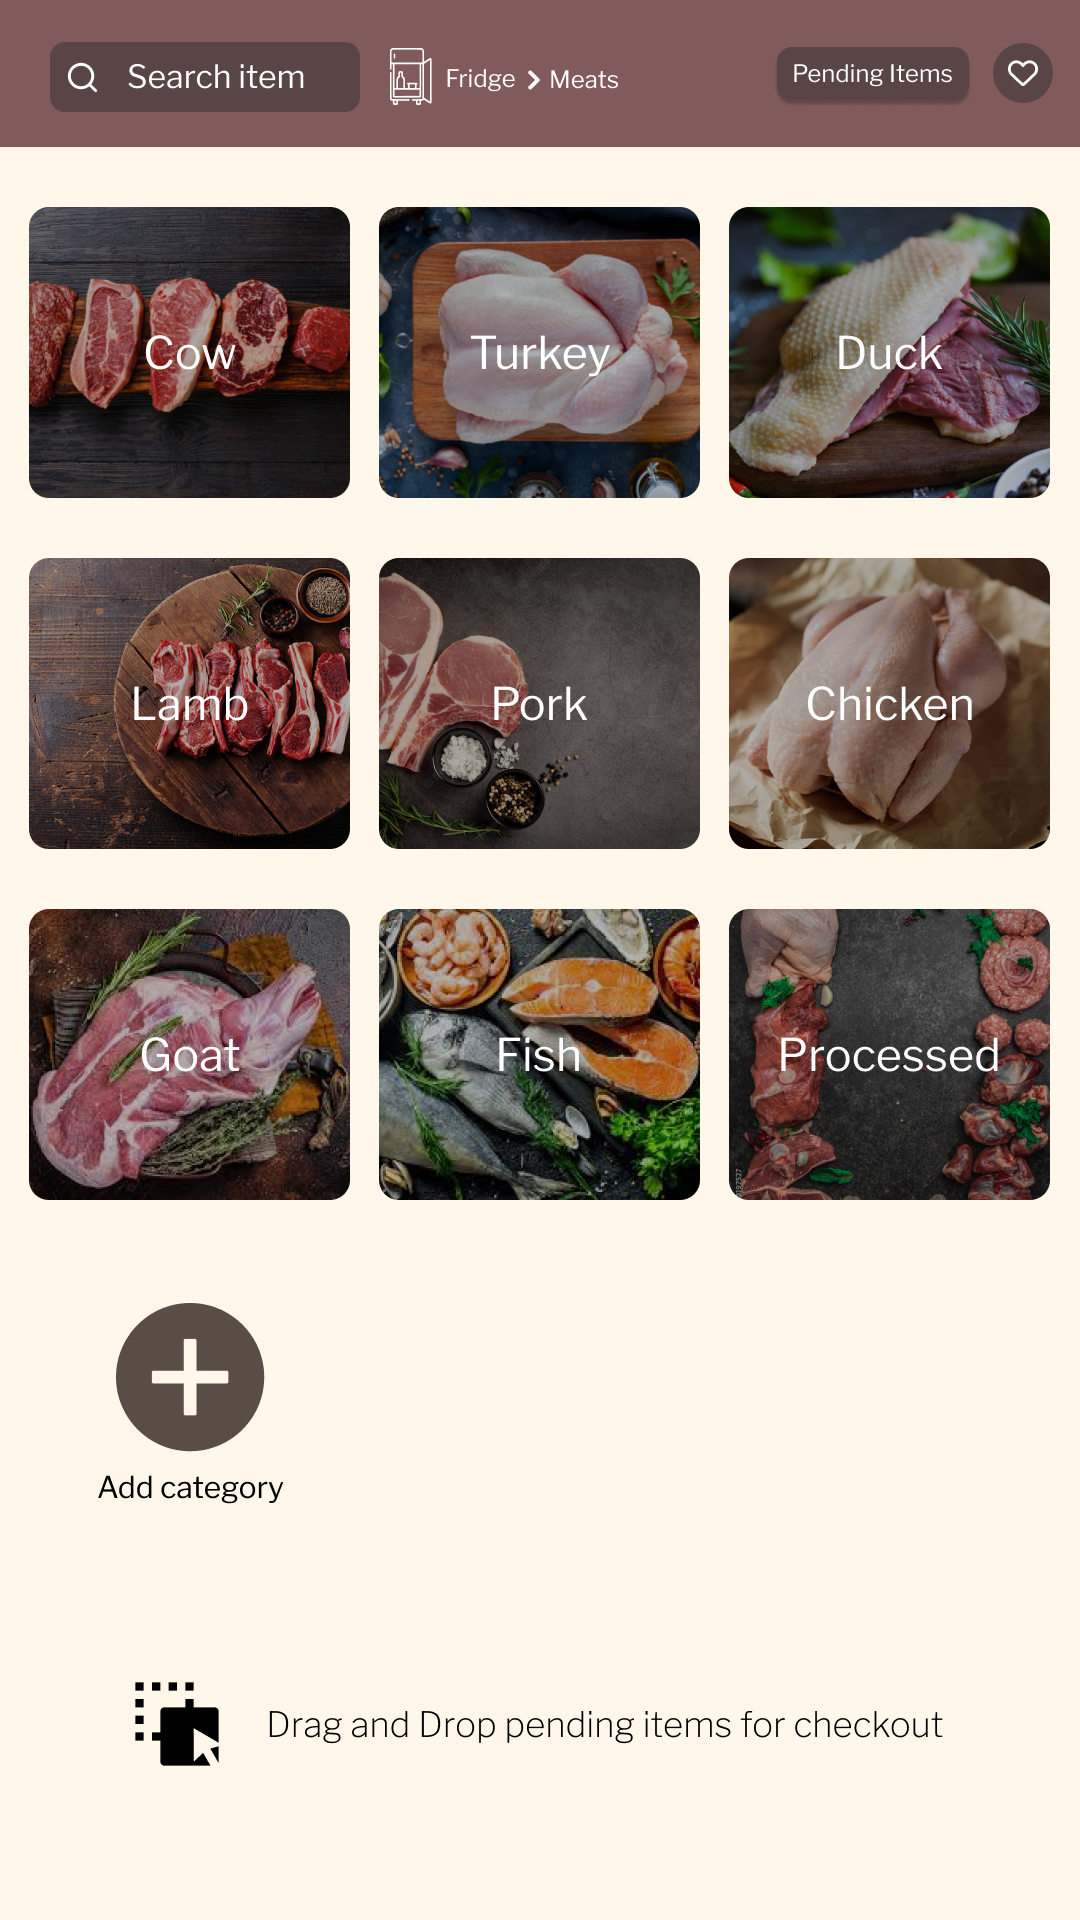 Search item
Fridge > Meats
Pending Items
Cow
Turkey
Duck
Lamb
Pork
Chicken
Goat
Fish
Processed
Add category
Drag and Drop pending items for checkout